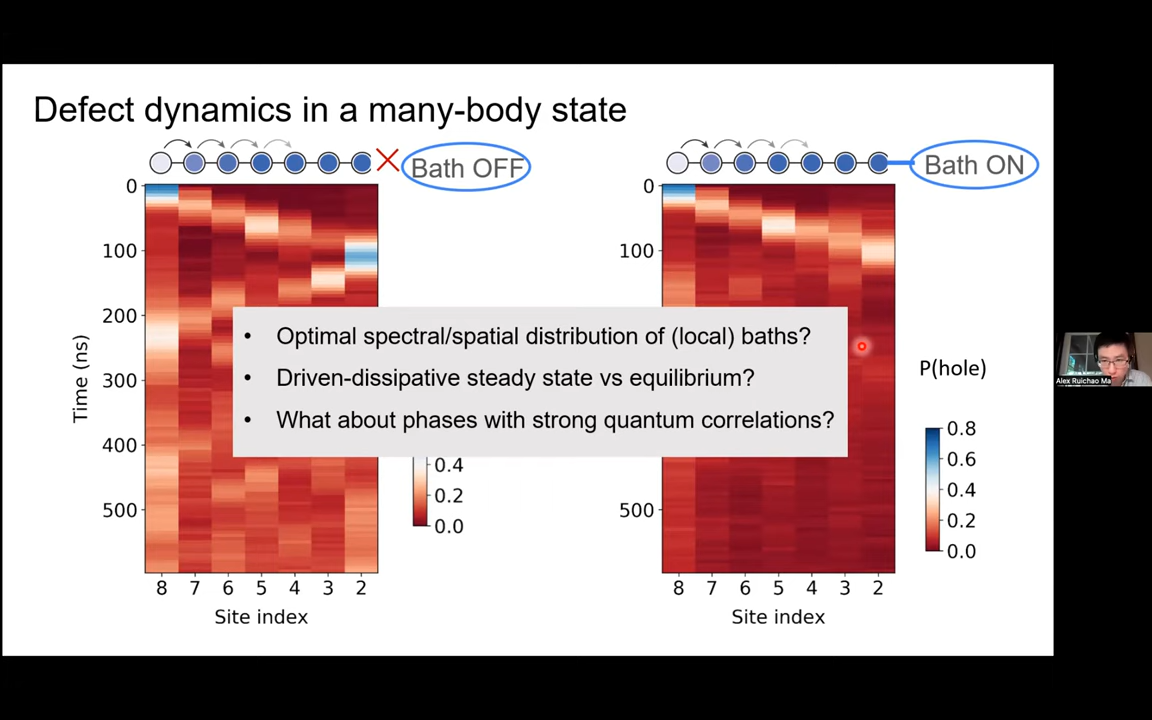 Defect dynamics in a many-body state
Bath OFF
Bath ON
0
100
200
300
400
500
Time (ns)
8 7 6 5 4 3 2
Site index
0.4
0.2
0.0
0
100
500
8 7 6 5 4 3 2
Site index
• Optimal spectral/spatial distribution of (local) baths?
• Driven-dissipative steady state vs equilibrium?
• What about phases with strong quantum correlations?
P(hole)
0.8
0.6
0.4
0.2
0.0
Alex Ruichao Ma